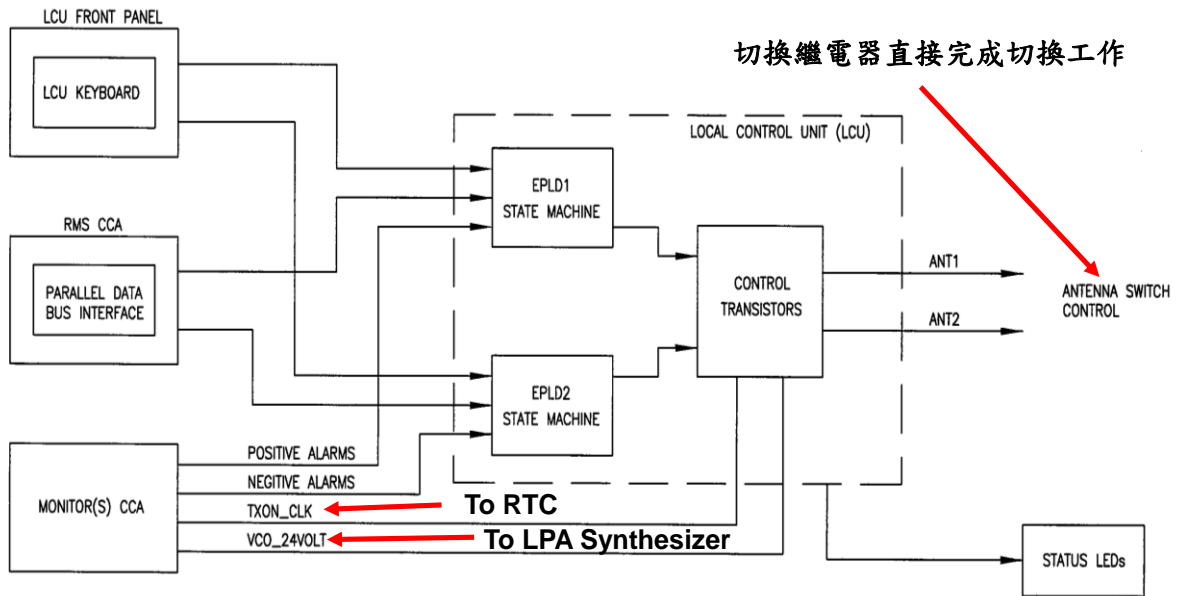 LCU FRONT PANEL
LCU KEYBOARD
切換繼電器直接完成切換工作
LOCAL CONTROL UNIT (LCU)
EPLD1
STATE MACHINE
RMS CCA
PARALLEL DATA
BUS INTERFACE
CONTROL
TRANSISTORS
ANT1
ANT2
ANTENNA SWITCH
CONTROL
EPLD2
STATE MACHINE
MONITOR(S) CCA
POSITIVE ALARMS
NEGITIVE ALARMS
TXON_CLK
To RTC
VCO_24VOLT
To LPA Synthesizer
STATUS LEDs